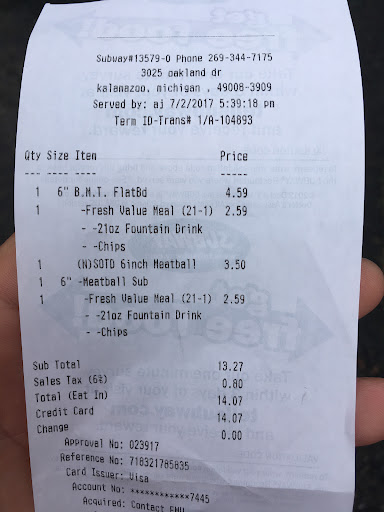 Subway#13579-0 Phone 269-344-7175
3025 oakland dr
kalamazoo, michigan , 49008-3909
Served by: aj 7/2/2017 5:39:18 pm
Term ID-Trans# 1/A-104893
Qty Size Item Price
--- ---- ---- -----
1 6" B.M.T. FlatBd 4.59
1 -Fresh Value Meal (21-1) 2.59
- -21oz Fountain Drink
- -Chips
1 (N)SOTD 6inch Meatball 3.50
1 6" -Meatball Sub
1 -Fresh Value Meal (21-1) 2.59
- -21oz Fountain Drink
- -Chips
Sub Total 13.27
Sales Tax (6%) 0.80
Total (Eat In) 14.07
Credit Card 14.07
Change 0.00
Approval No: 023917
Reference No: 718321785835
Card Issuer: Visa
Account No: ************7445
Acquired: Contact EMV